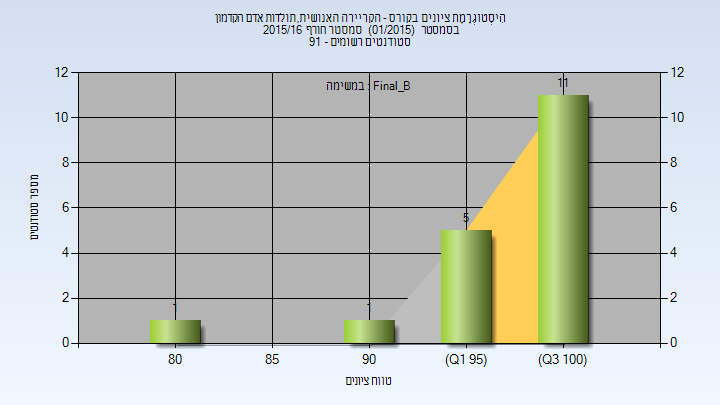 היסטוגרמת ציונים בקורס - הקריירה האנושית,תולדות אדם הקדמון
בסמסטר (01/2015) סמסטר חורף 2015/16
סטודנטים רשומים - 91
במשימה : Final_B
12 12
10 10
8 8
6 6
4 4
2 2
0 0
1 1 5 11
מספר סטודנטים
80 85 90 (Q1 95) (Q3 100)
טווח ציונים